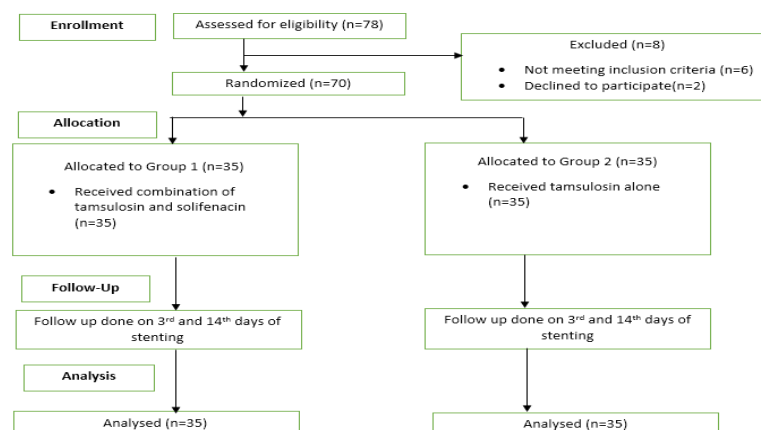 Enrollment
Assessed for eligibility (n=78)
Excluded (n=8)
• Not meeting inclusion criteria (n=6)
• Declined to participate(n=2)
Randomized (n=70)
Allocation
Allocated to Group 1 (n=35)
• Received combination of
tamsulosin and solifenacin
(n=35)
Allocated to Group 2 (n=35)
• Received tamsulosin alone
(n=35)
Follow-Up
Follow up done on 3rd and 14th days of
stenting
Follow up done on 3rd and 14th days of
stenting
Analysis
Analysed (n=35)
Analysed (n=35)